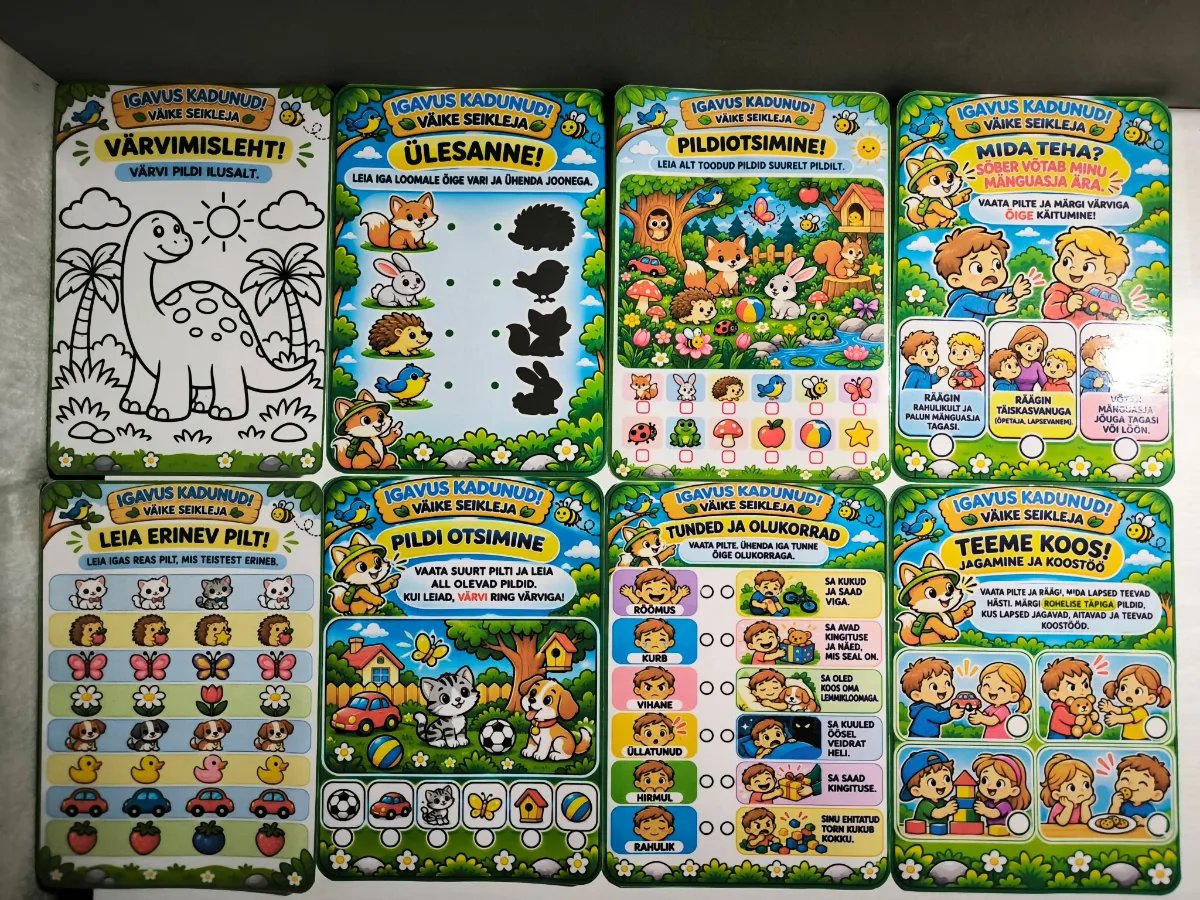 IGAVUS KADUNUD!
VÄIKE SEIKLEJA
VÄRVIMISLEHT!
VÄRVI PILDI ILUSALT.
IGAVUS KADUNUD!
VÄIKE SEIKLEJA
ÜLESANNE!
LEIA IGA LOOMALE ÕIGE VARI JA ÜHENDA JOONEGA.
IGAVUS KADUNUD!
VÄIKE SEIKLEJA
PILDIOTSIMINE!
LEIA ALT TOODUD PILDID SUURELT PILDIL.
IGAVUS KADUNUD!
VÄIKE SEIKLEJA
MIDA TEHA?
SÕBER VÕTAB MINU
MÄNGUASJA ÄRA.
VAATA PILTE JA MÄRGI VÄRVIGA
ÕIGE KÄITUMINE!
RÄÄGIN
RAHULIKULT JA
PALUN MÄNGUASJA
TAGASI.
RÄÄGIN
TÄISKASVANUGA
(ÕPETAJA, LAPSEVANEM).
VÕTAN
MÄNGUASJA
JÕUGA TAGASI
VÕI LÖÖN.
IGAVUS KADUNUD!
VÄIKE SEIKLEJA
LEIA ERINEV PILT!
LEIA IGAS REAS PILT, MIS TEISTEST ERINEB.
IGAVUS KADUNUD!
VÄIKE SEIKLEJA
PILDI OTSIMINE
VAATA SUURT PILTI JA LEIA
ALL OLEVAD PILDID.
KUI LEIAD, VÄRVI RING VÄRVIGA!
IGAVUS KADUNUD!
VÄIKE SEIKLEJA
TUNDED JA OLUKORRAD
VAATA PILTE. ÜHENDA IGA TUNNE
ÕIGE OLUKORRAGA.
RÕÕMUS
SA KUKUD
JA SAAD
VIGA.
KURB
SA AVAD
KINGITUSE
JA NÄED,
MIS SEAL ON.
VIHANE
SA OLED
KOOS OMA
LEMMIKLOOMAGA.
ÜLLATUNUD
SA KUULED
ÖÖSEL
VEIDRAT
HELI.
HIRMUL
SA SAAD
KINGITUSE.
RAHULIK
SINU EHITATUD
TORN KUKUB
KOKKU.
IGAVUS KADUNUD!
VÄIKE SEIKLEJA
TEEME KOOS!
JAGAMINE JA KOOSTÖÖ
VAATA PILTE JA RÄÄGI, MIDA LAPSED TEEVAD
HÄSTI. MÄRGI ROHELISE TÄPIGA PILDID,
KUS LAPSED JAGAVAD, AITAVAD JA TEEVAD
KOOSTÖÖD.